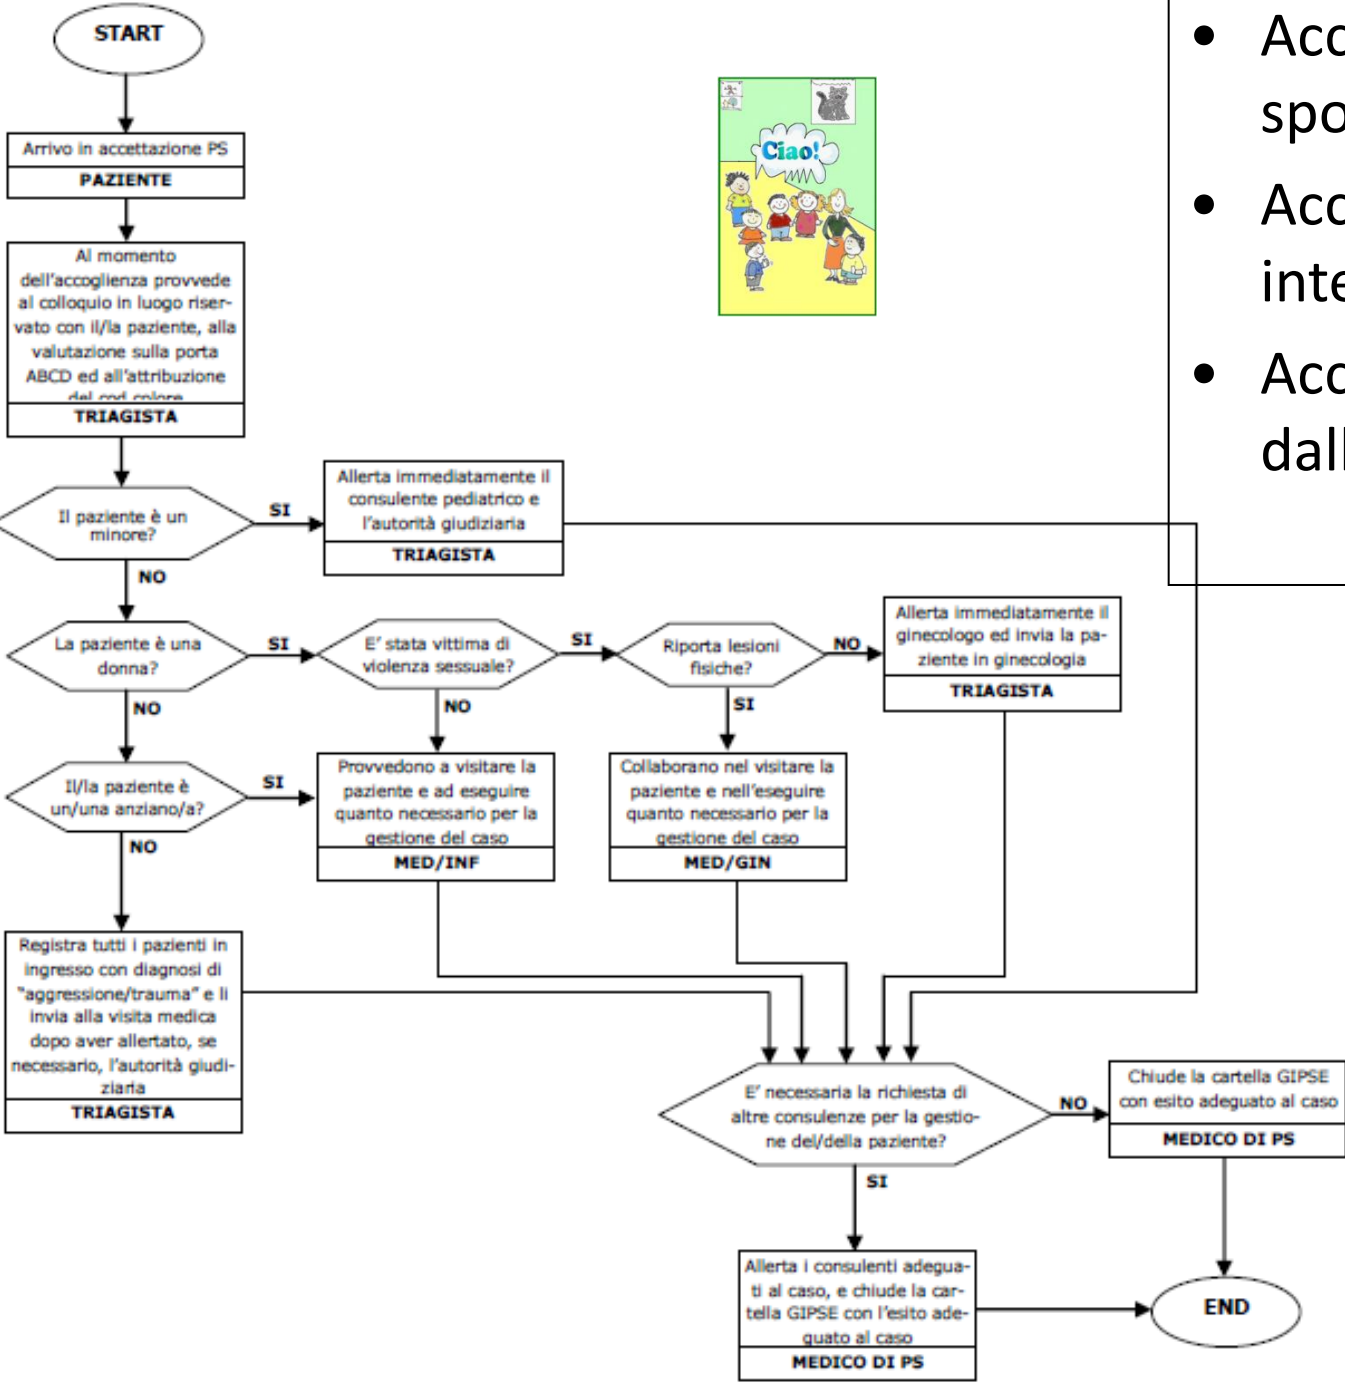 START
Arrivo in accettazione PS
PAZIENTE
Al momento
dell'accoglienza provvede
al colloquio in luogo riser-
vato con il/la paziente, alla
valutazione sulla porta
ABCD ed all'attribuzione
del cod colore
TRIAGISTA
Il paziente è un
minore?
SI
NO
Allerta immediatamente il
consulente pediatrico e
l'autorità giudiziaria
TRIAGISTA
La paziente è una
donna?
SI
NO
E' stata vittima di
violenza sessuale?
SI
NO
Riporta lesioni
fisiche?
NO
SI
Allerta immediatamente il
ginecologo ed invia la pa-
ziente in ginecologia
TRIAGISTA
Il/la paziente è
un/una anziano/a?
SI
NO
Provvedono a visitare la
paziente e ad eseguire
quanto necessario per la
gestione del caso
MED/INF
Collaborano nel visitare la
paziente e nell'eseguire
quanto necessario per la
gestione del caso
MED/GIN
Registra tutti i pazienti in
ingresso con diagnosi di
"aggressione/trauma" e li
invia alla visita medica
dopo aver allertato, se
necessario, l'autorità giudi-
ziaria
TRIAGISTA
E' necessaria la richiesta di
altre consulenze per la gestio-
ne del/della paziente?
NO
SI
Chiude la cartella GIPSE
con esito adeguato al caso
MEDICO DI PS
Allerta i consulenti adegua-
ti al caso, e chiude la car-
tella GIPSE con l'esito ade-
guato al caso
MEDICO DI PS
END
Ciao!